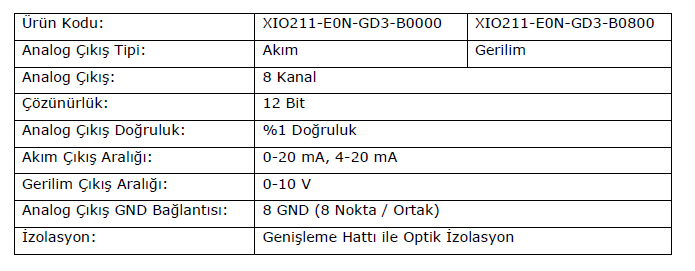 Ürün Kodu: XIO211-E0N-GD3-B0000 XIO211-E0N-GD3-B0800
Analog Çıkış Tipi: Akım Gerilim
Analog Çıkış: 8 Kanal
Çözünürlük: 12 Bit
Analog Çıkış Doğruluk: %1 Doğruluk
Akım Çıkış Aralığı: 0-20 mA, 4-20 mA
Gerilim Çıkış Aralığı: 0-10 V
Analog Çıkış GND Bağlantısı: 8 GND (8 Nokta / Ortak)
İzolasyon: Genişleme Hattı ile Optik İzolasyon